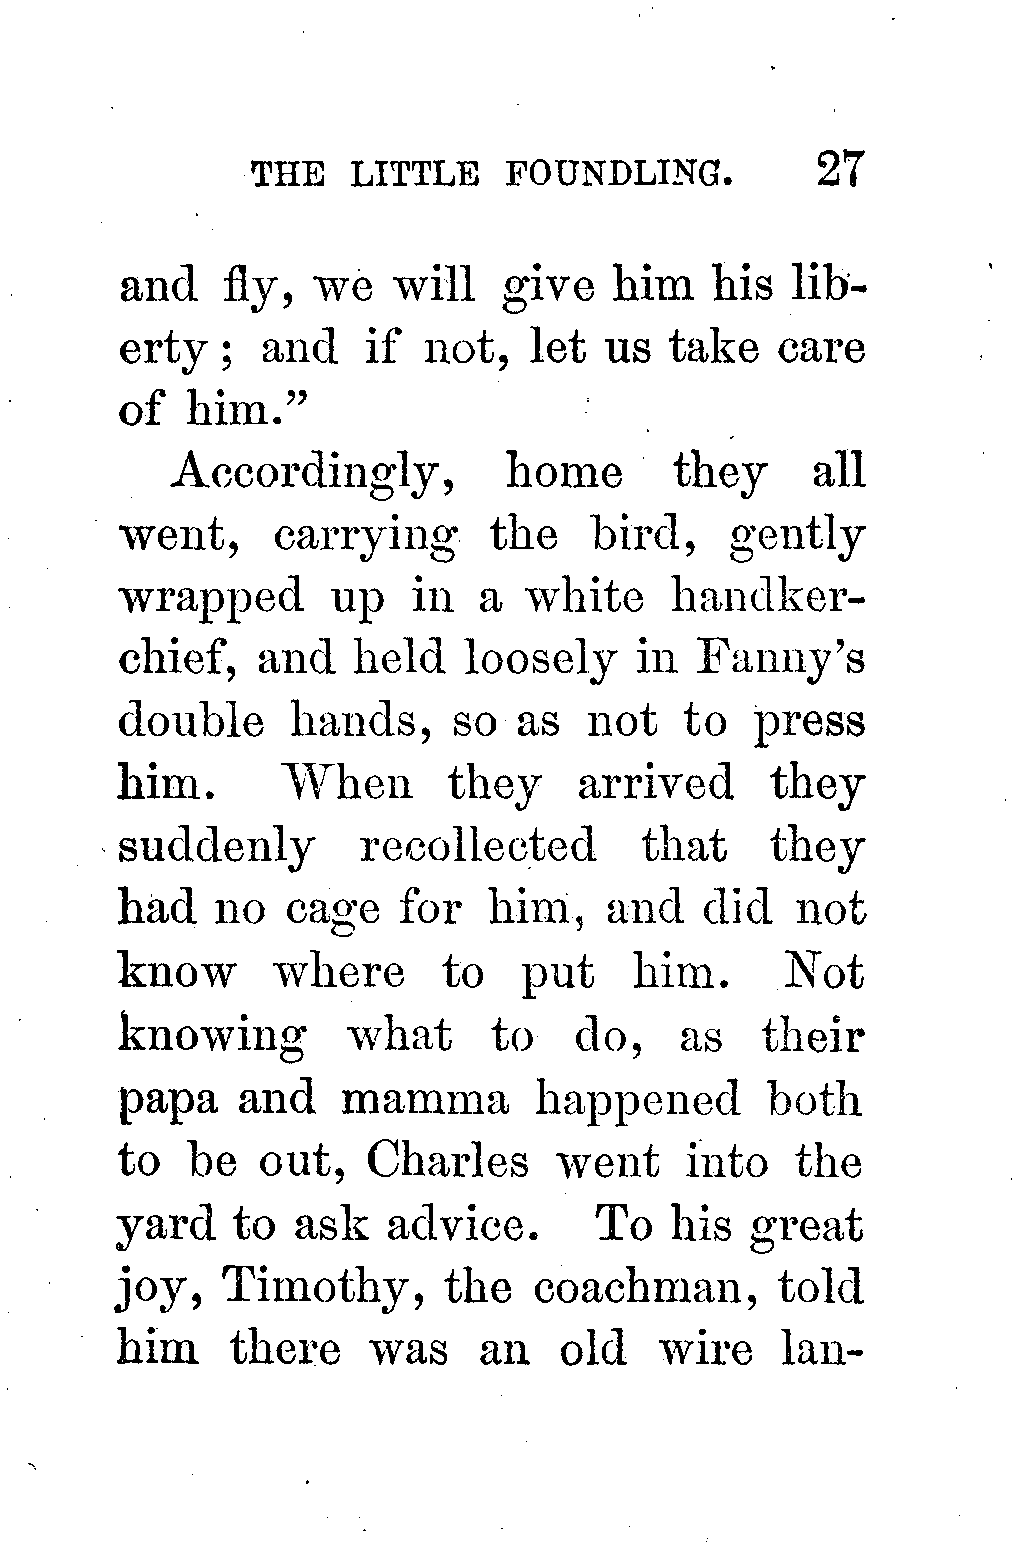 THE LITTLE FOUNDLING. 27
and fly, we will give him his lib-
erty; and if not, let us take care
of him."
Accordingly, home they all
went, carrying the bird, gently
wrapped up in a white handker-
chief, and held loosely in Fanny's
double hands, so as not to press
him. When they arrived they
suddenly recollected that they
had no cage for him, and did not
know where to put him. Not
knowing what to do, as their
papa and mamma happened both
to be out, Charles went into the
yard to ask advice. To his great
joy, Timothy, the coachman, told
him there was an old wire lan-